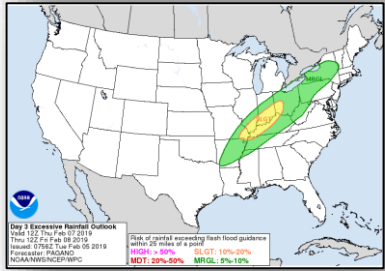 MRGL
SLGT
NOAA
Day 3 Excessive Rainfall Outlook
Valid 12Z Thu Feb 07 2019
Thru 12Z Fri Feb 08 2019
Issued: 0756Z Tue Feb 05 2019
Forecaster: PAGANO
NOAA/NWS/NCEP/WPC
Risk of rainfall exceeding flash flood guidance
within 25 miles of a point
HIGH: > 50% SLGT: 10%-20%
MDT: 20%-50% MRGL: 5%-10%